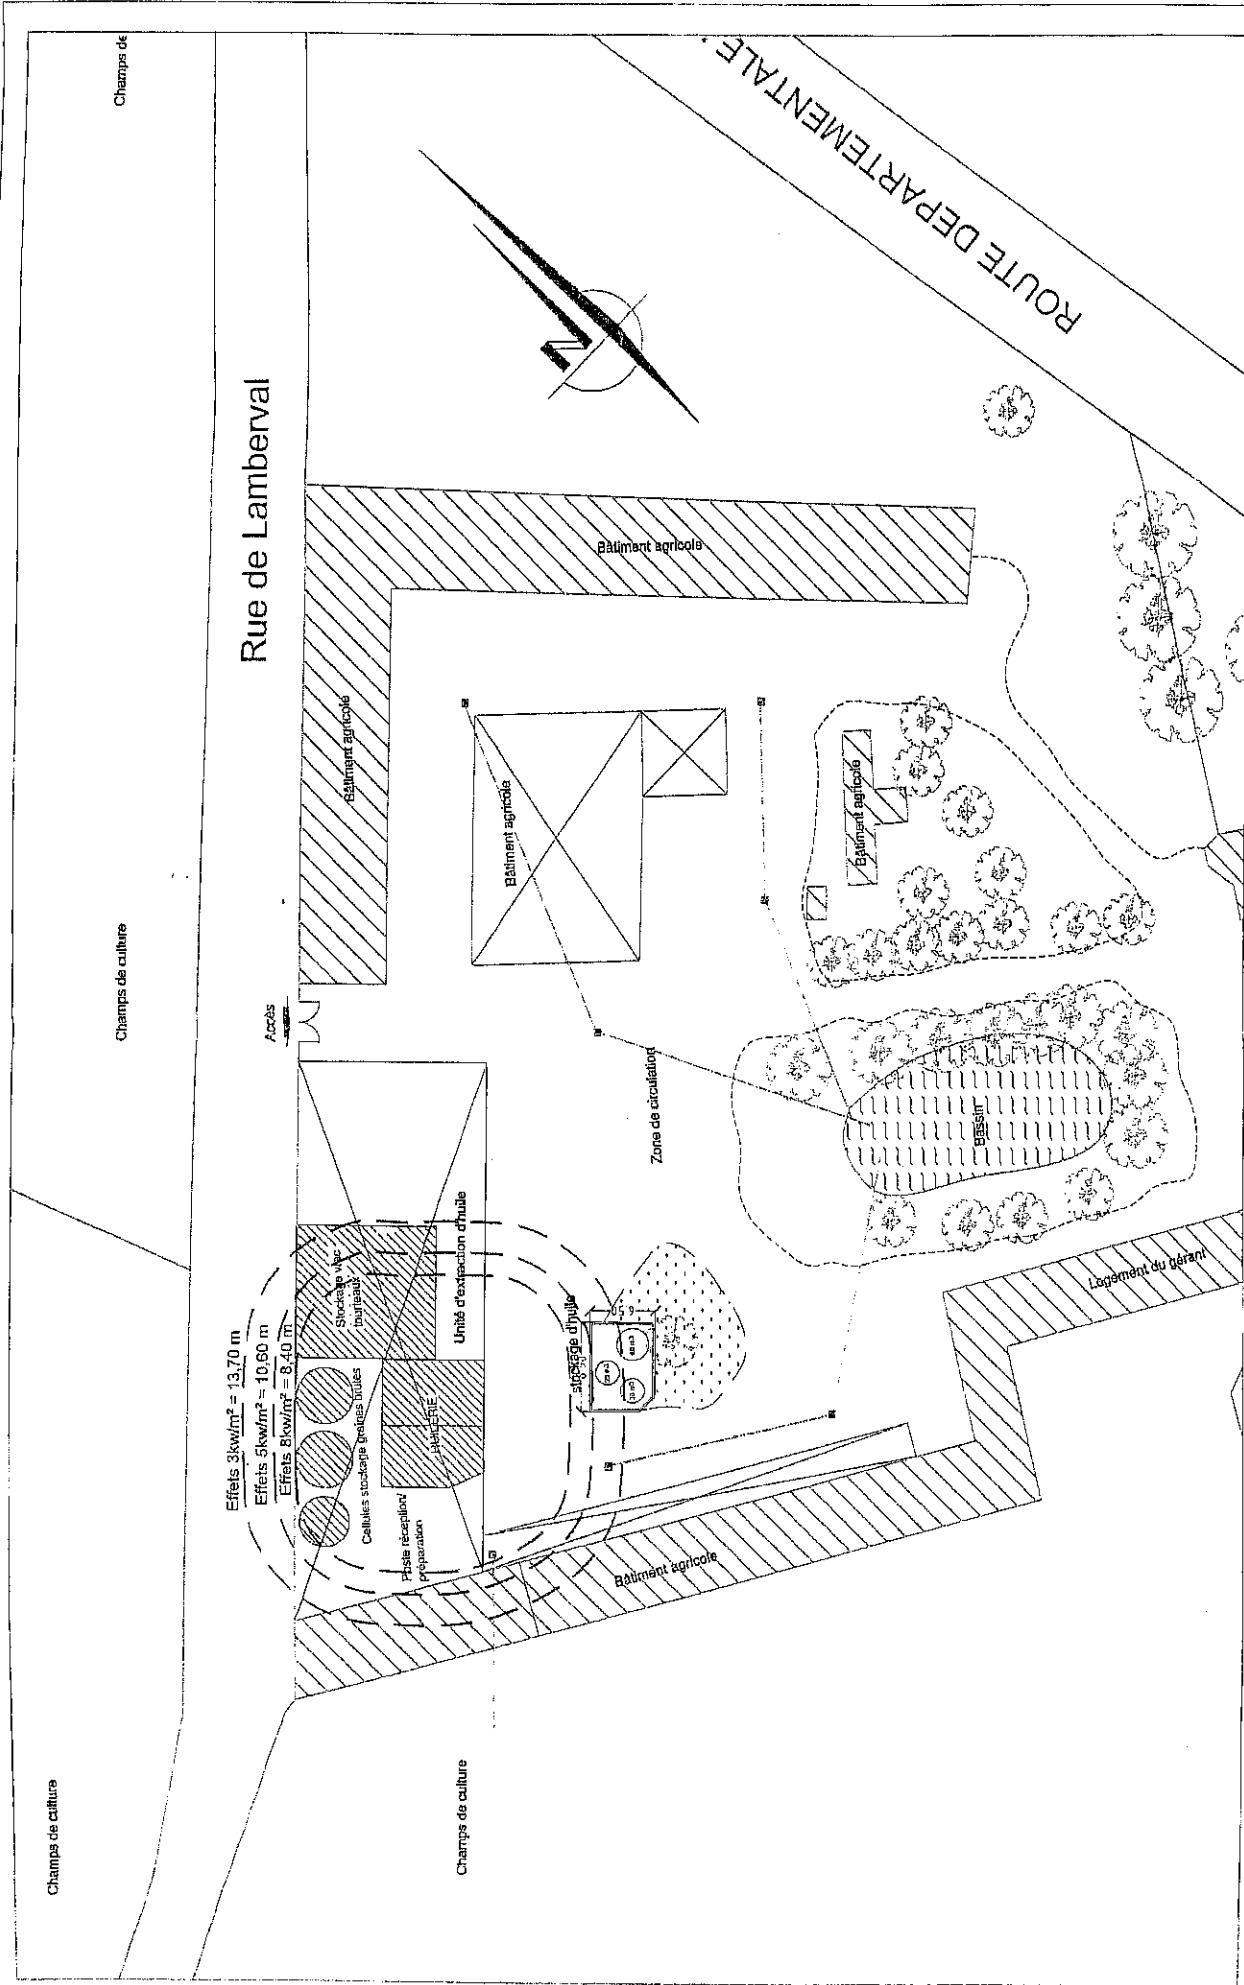 Champs de culture
Champs de culture
Champs de
Rue de Lamberval
Accès
Effets 3kw/m² = 13,70 m
Effets 5kw/m² = 10,60 m
Effets 8kw/m² = 8,40 m
Stockage vrac
tourteaux
Cellules stockage graines brutes
Poste réception/
préparation
HUILERIE
Unité d'extraction d'huile
stockage d'huile
6,50
Bâtiment agricole
Bâtiment agricole
Bâtiment agricole
Bâtiment agricole
Bâtiment agricole
Zone de circulation
Bassin
Logement du gérant
Champs de culture
N
ROUTE DEPARTEMENTALE